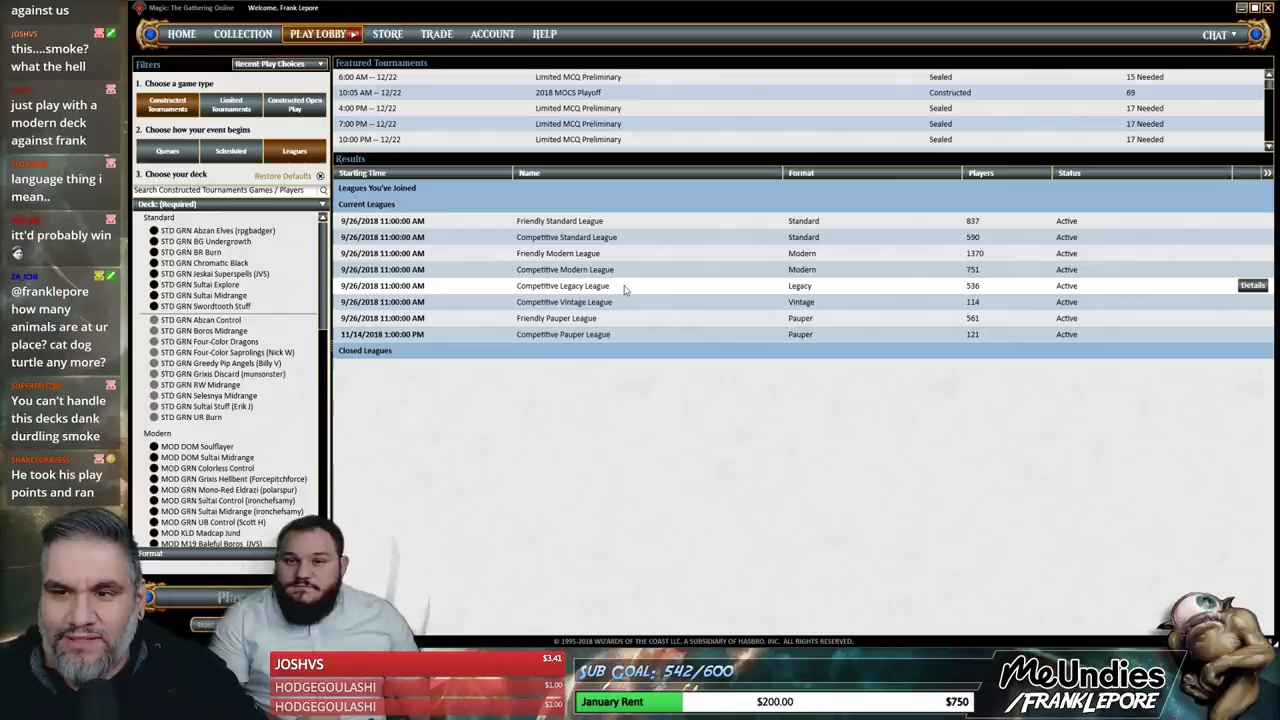 against us
JOSHVS
this....smoke?
what the hell
just play with a
modern deck
against frank
language thing i
mean..
itt'd probably win
ZA_ICHI
@franklepore
how many
animals are at ur
place? cat dog
turtle any more?
You can't handle
this decks dank
durdling smoke
SHAKEYGRAVESS
He took his play
points and ran
Magic: The Gathering Online
Welcome, Frank Lepore
HOME
COLLECTION
PLAY LOBBY
STORE
TRADE
ACCOUNT
HELP
CHAT
Filters
Recent Play Choices
1. Choose a game type
Constructed Tournaments
Limited Tournaments
Constructed Open Play
2. Choose how your event begins
Queues
Scheduled
Leagues
3. Choose your deck
Restore Defaults
Search Constructed Tournaments Games / Players
Deck: (Required)
Standard
STD GRN Abzan Elves (rpgbadger)
STD GRN BG Undergrowth
STD GRN BR Burn
STD GRN Chromatic Black
STD GRN Jeskai Superspells (JVS)
STD GRN Sultai Explore
STD GRN Sultai Midrange
STD GRN Swordtooth Stuff
STD GRN Abzan Control
STD GRN Boros Midrange
STD GRN Four-Color Dragons
STD GRN Four-Color Saprolings (Nick W)
STD GRN Greedy Pip Angels (Billy V)
STD GRN Grixis Discard (munsonster)
STD GRN RW Midrange
STD GRN Selesnya Midrange
STD GRN Sultai Stuff (Erik J)
STD GRN UR Burn
Modern
MOD DOM Soulflayer
MOD DOM Sultai Midrange
MOD GRN Colorless Control
MOD GRN Grixis Hellbent (Forcepitchforce)
MOD GRN Mono-Red Eldrazi (polarspur)
MOD GRN Sultai Control (ironchefsamy)
MOD GRN Sultai Midrange (ironchefsamy)
MOD GRN UB Control (Scott H)
MOD KLD Madcap Jund
MOD M19 Baleful Boros (JVS)
Format
Featured Tournaments
6:00 AM -- 12/22 Limited MCQ Preliminary Sealed 15 Needed
10:05 AM -- 12/22 2018 MOCS Playoff Constructed 69
4:00 PM -- 12/22 Limited MCQ Preliminary Sealed 17 Needed
7:00 PM -- 12/22 Limited MCQ Preliminary Sealed 17 Needed
10:00 PM -- 12/22 Limited MCQ Preliminary Sealed 17 Needed
Results
Starting Time Name Format Players Status
Leagues You've Joined
Current Leagues
9/26/2018 11:00:00 AM Friendly Standard League Standard 837 Active
9/26/2018 11:00:00 AM Competitive Standard League Standard 590 Active
9/26/2018 11:00:00 AM Friendly Modern League Modern 1370 Active
9/26/2018 11:00:00 AM Competitive Modern League Modern 751 Active
9/26/2018 11:00:00 AM Competitive Legacy League Legacy 536 Active Details
9/26/2018 11:00:00 AM Competitive Vintage League Vintage 114 Active
9/26/2018 11:00:00 AM Friendly Pauper League Pauper 561 Active
11/14/2018 1:00:00 PM Competitive Pauper League Pauper 121 Active
Closed Leagues
© 1995-2018 WIZARDS OF THE COAST LLC. A SUBSIDIARY OF HASBRO, INC. ALL RIGHTS RESERVED.
JOSHVS $3.41
HODGEGOULASHI $1.00
HODGEGOULASHI $1.00
SUB GOAL: 542/600
January Rent $200.00 $750
MeUndies
/FRANKLEPORE